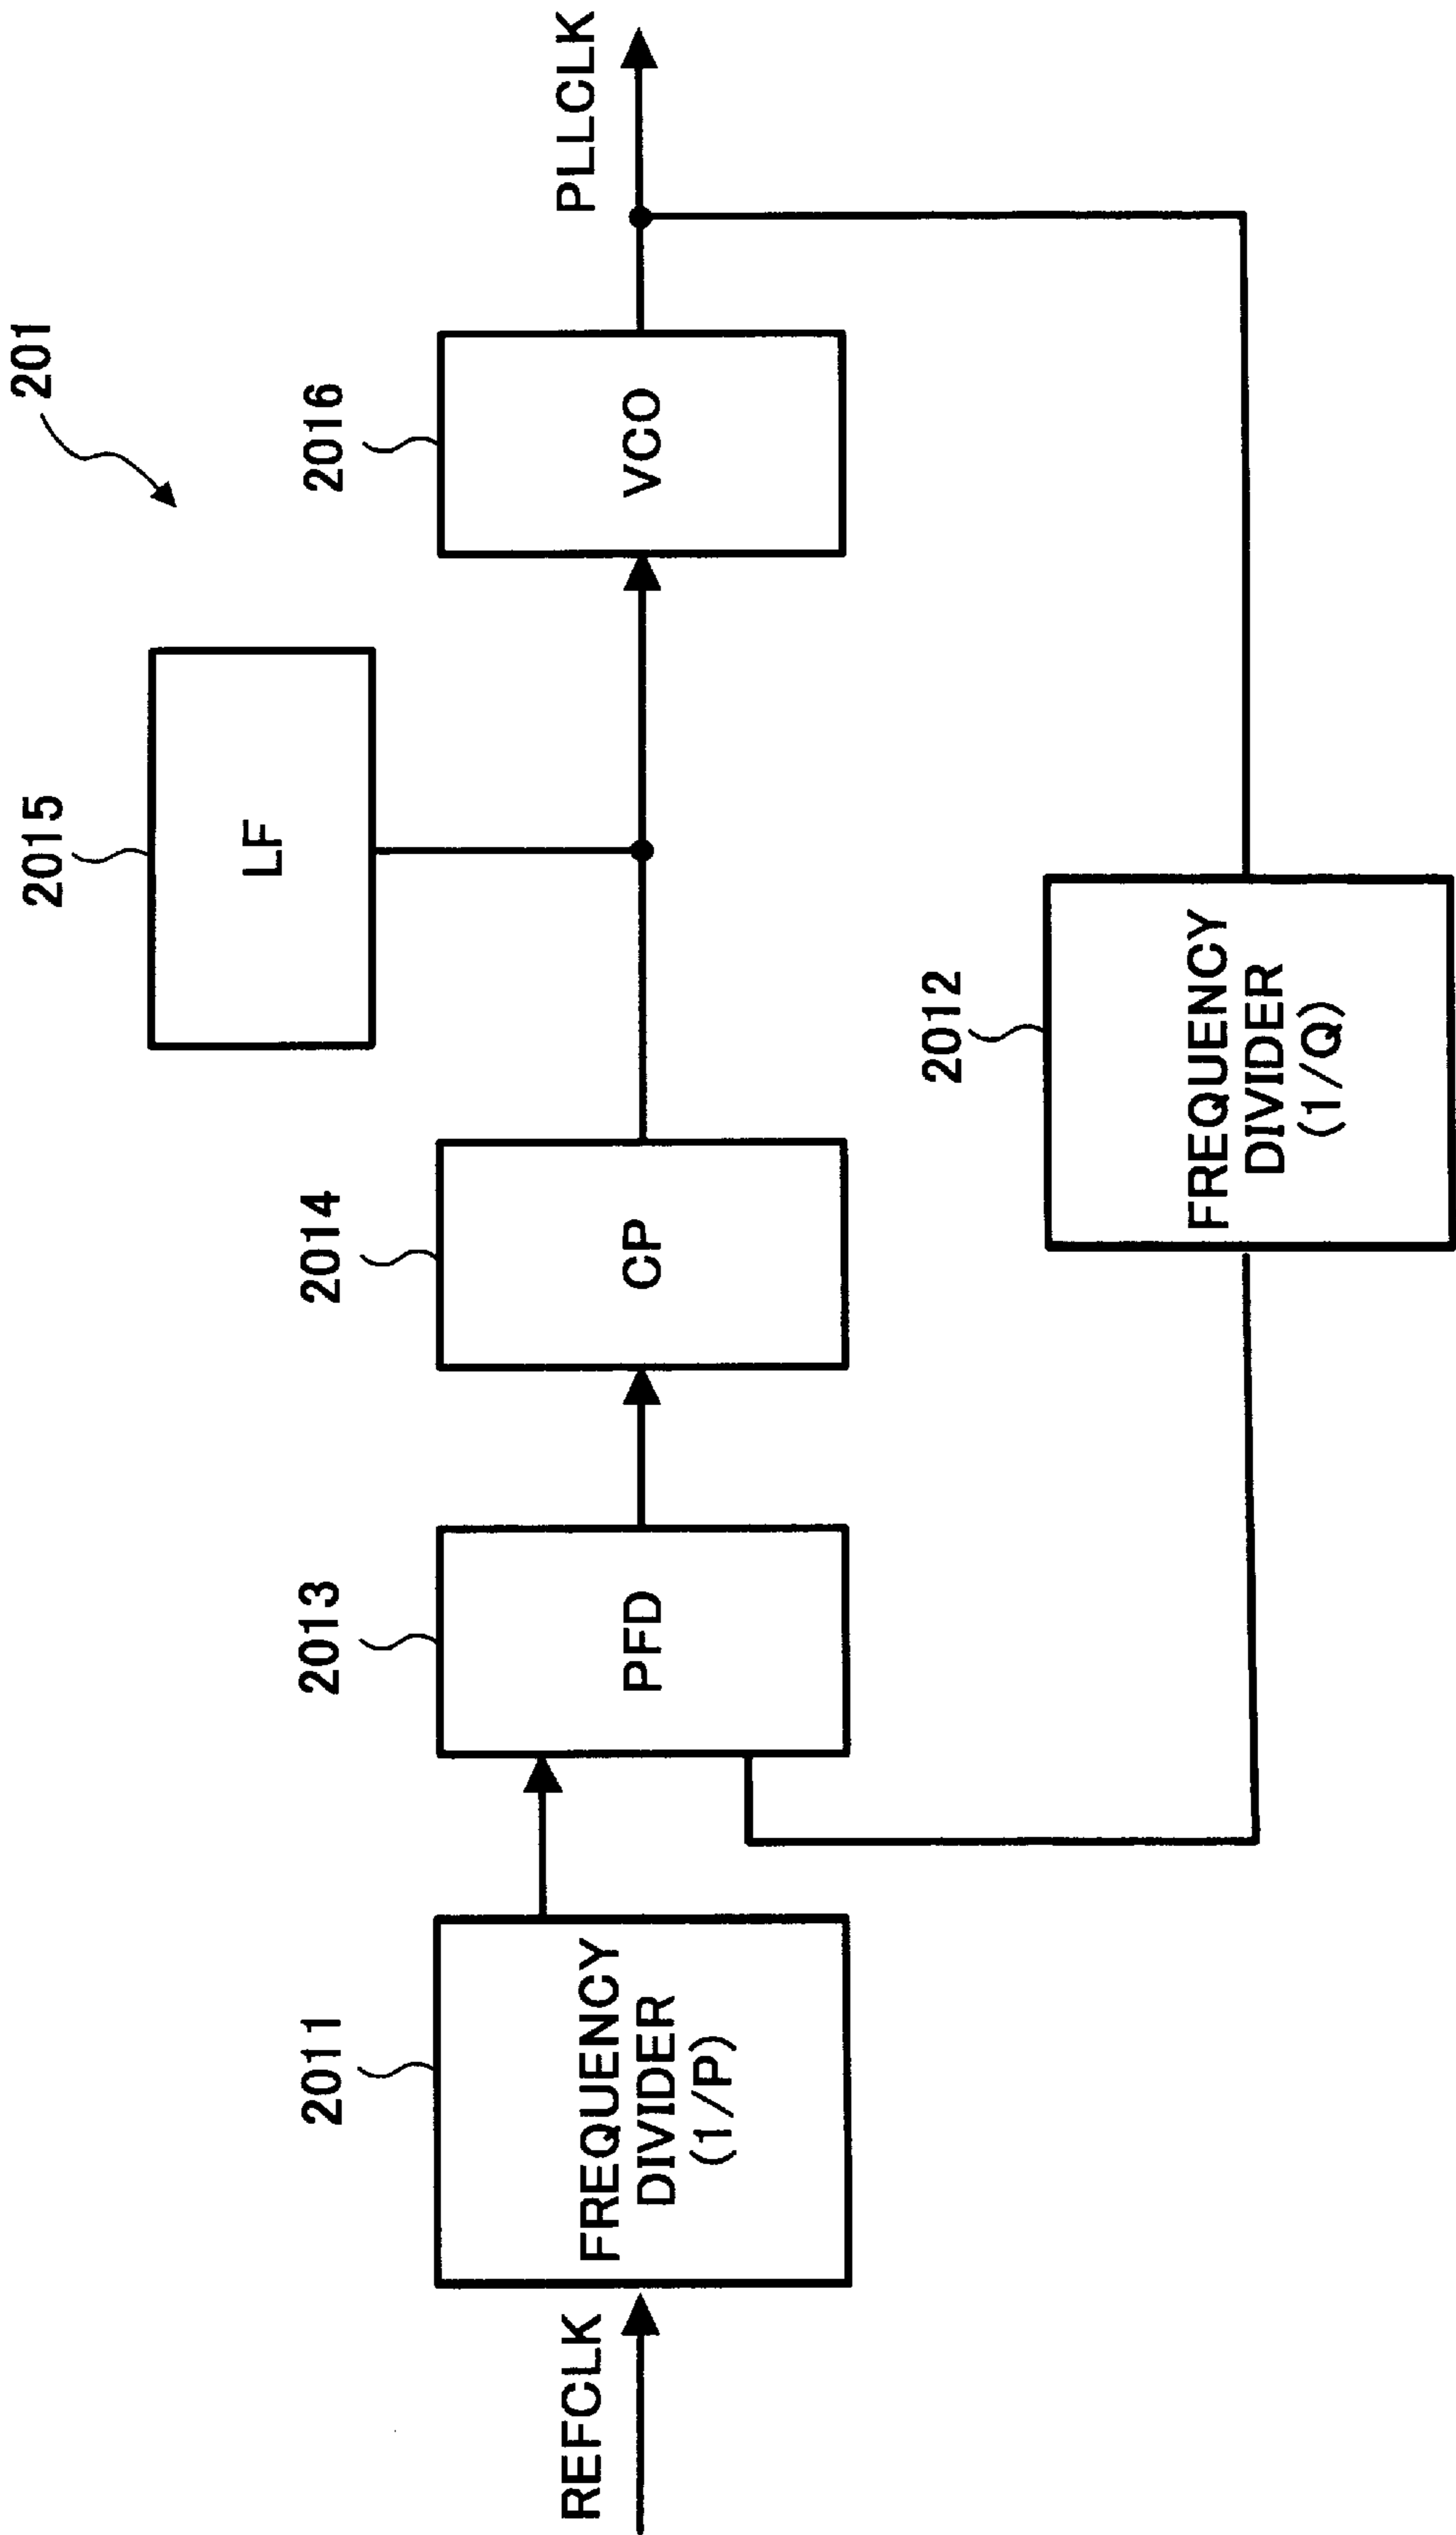 201
2015
LF
2011
2013
2014
2016
REFCLK
FREQUENCY
DIVIDER
(1/P)
PFD
CP
VCO
PLLCLK
2012
FREQUENCY
DIVIDER
(1/Q)